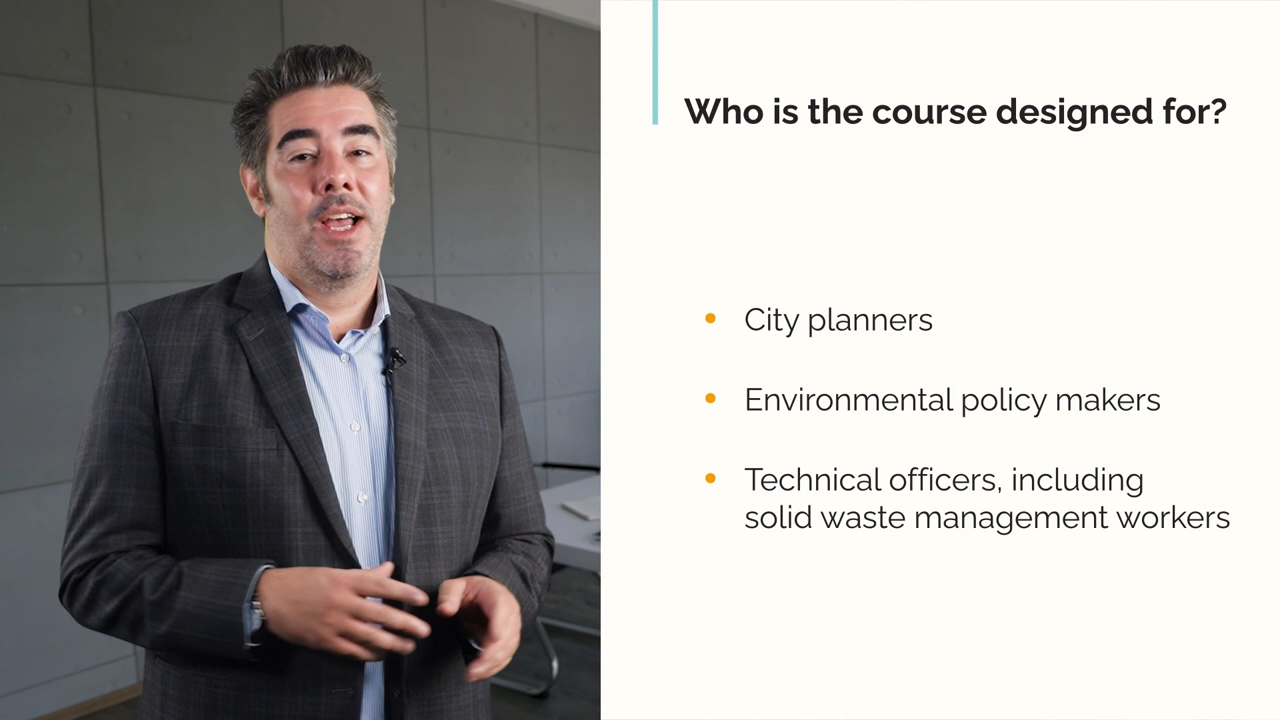 Who is the course designed for?
City planners
Environmental policy makers
Technical officers, including
solid waste management workers